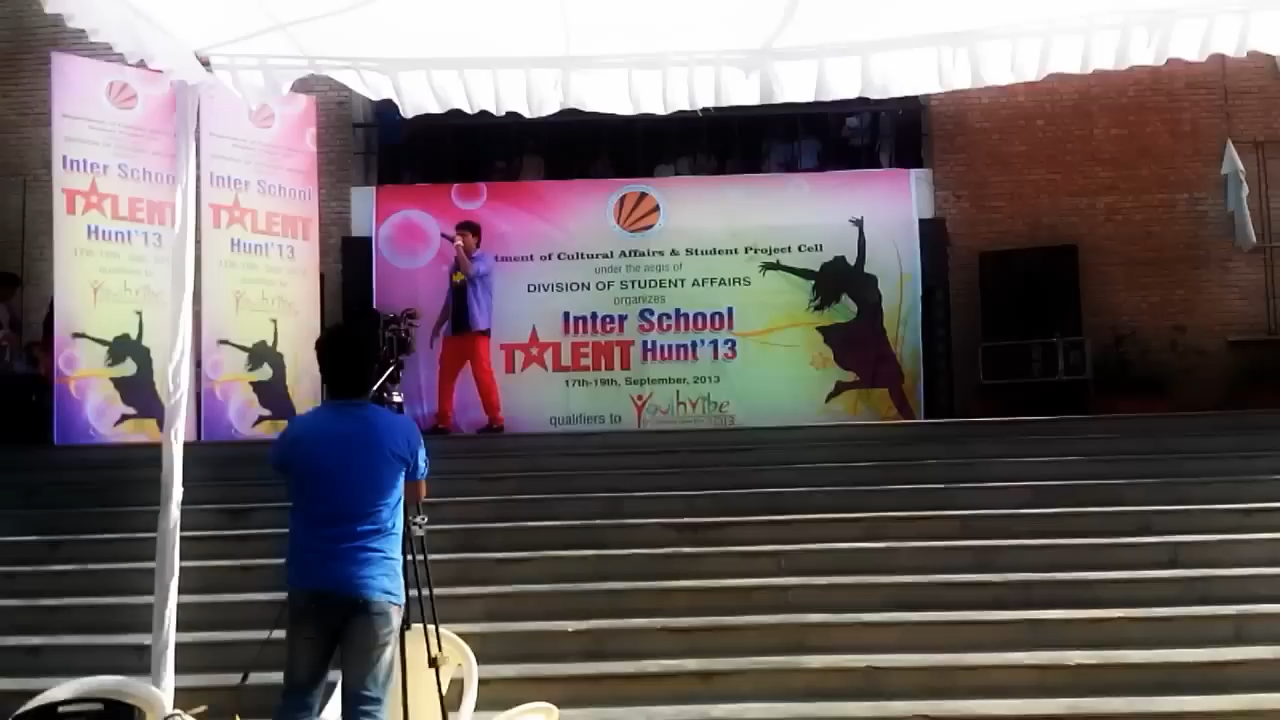 Inter School
TALENT
Hunt'13
Inter School
TALENT
Hunt'13
tment of Cultural Affairs & Student Project Cell
under the aegis of
DIVISION OF STUDENT AFFAIRS
organizes
Inter School
TALENT Hunt'13
17th-19th, September, 2013
qualifiers to Youthvibe